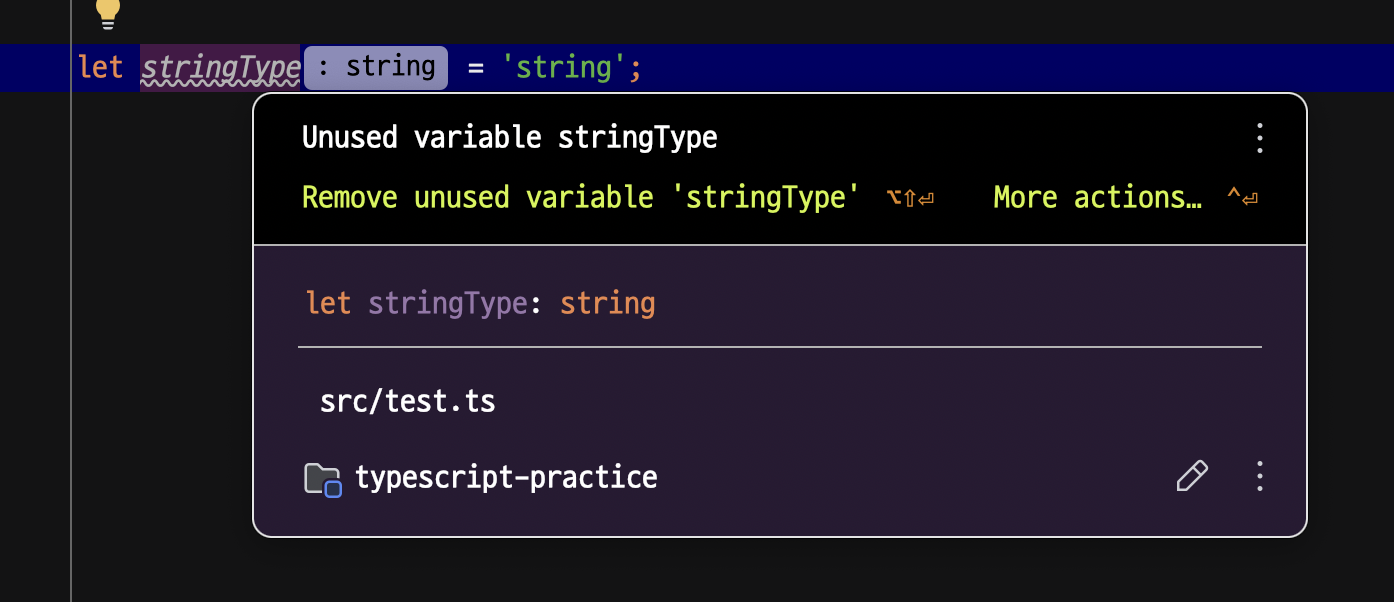 let stringType : string = 'string';
Unused variable stringType
Remove unused variable 'stringType' ⌥⇧⏎ More actions… ^⏎
let stringType: string
src/test.ts
typescript-practice